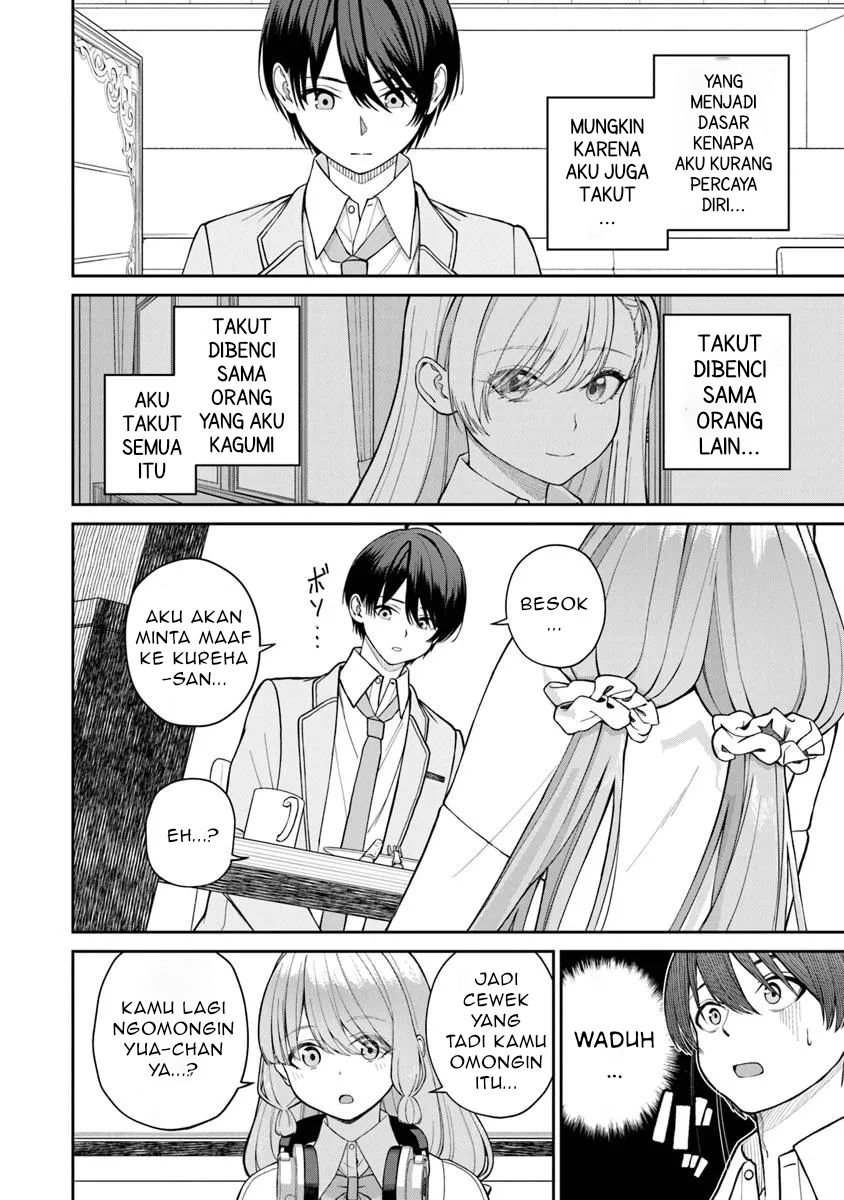 YANG
MENJADI
DASAR
KENAPA
AKU KURANG
PERCAYA
DIRI...
MUNGKIN
KARENA
AKU JUGA
TAKUT
...
TAKUT
DIBENCI
SAMA
ORANG
LAIN...
TAKUT
DIBENCI
SAMA
ORANG
YANG AKU
KAGUMI
AKU
TAKUT
SEMUA
ITU
BESOK
...
ボソ...
AKU AKAN
MINTA MAAF
KE KUREHA
-SAN...
EH...?
WADUH
...
JADI
CEWEK
YANG
TADI KAMU
OMONGIN
ITU...
KAMU LAGI
NGOMONGIN
YUA-CHAN
YA...?